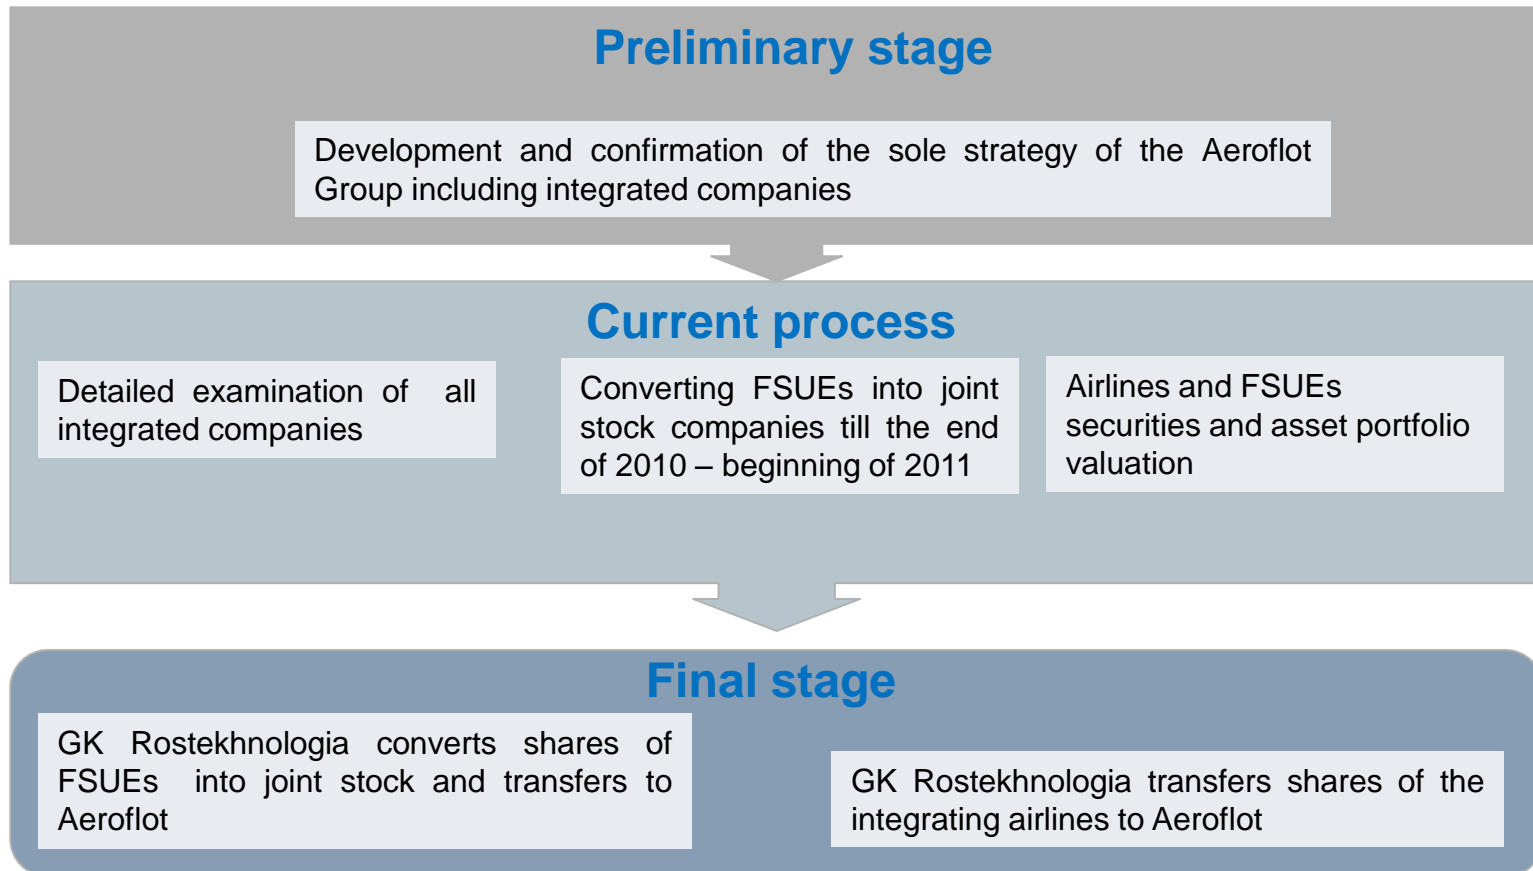 Preliminary stage
Development and confirmation of the sole strategy of the Aeroflot
Group including integrated companies
Current process
Detailed examination of all
integrated companies
Converting FSUEs into joint
stock companies till the end
of 2010 – beginning of 2011
Airlines and FSUEs
securities and asset portfolio
valuation
Final stage
GK Rostekhnologia converts shares of
FSUEs into joint stock and transfers to
Aeroflot
GK Rostekhnologia transfers shares of the
integrating airlines to Aeroflot